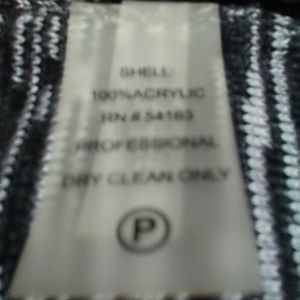 SHELL:
100%ACRYLIC
RN # 54163
PROFESSIONAL
DRY CLEAN ONLY
P